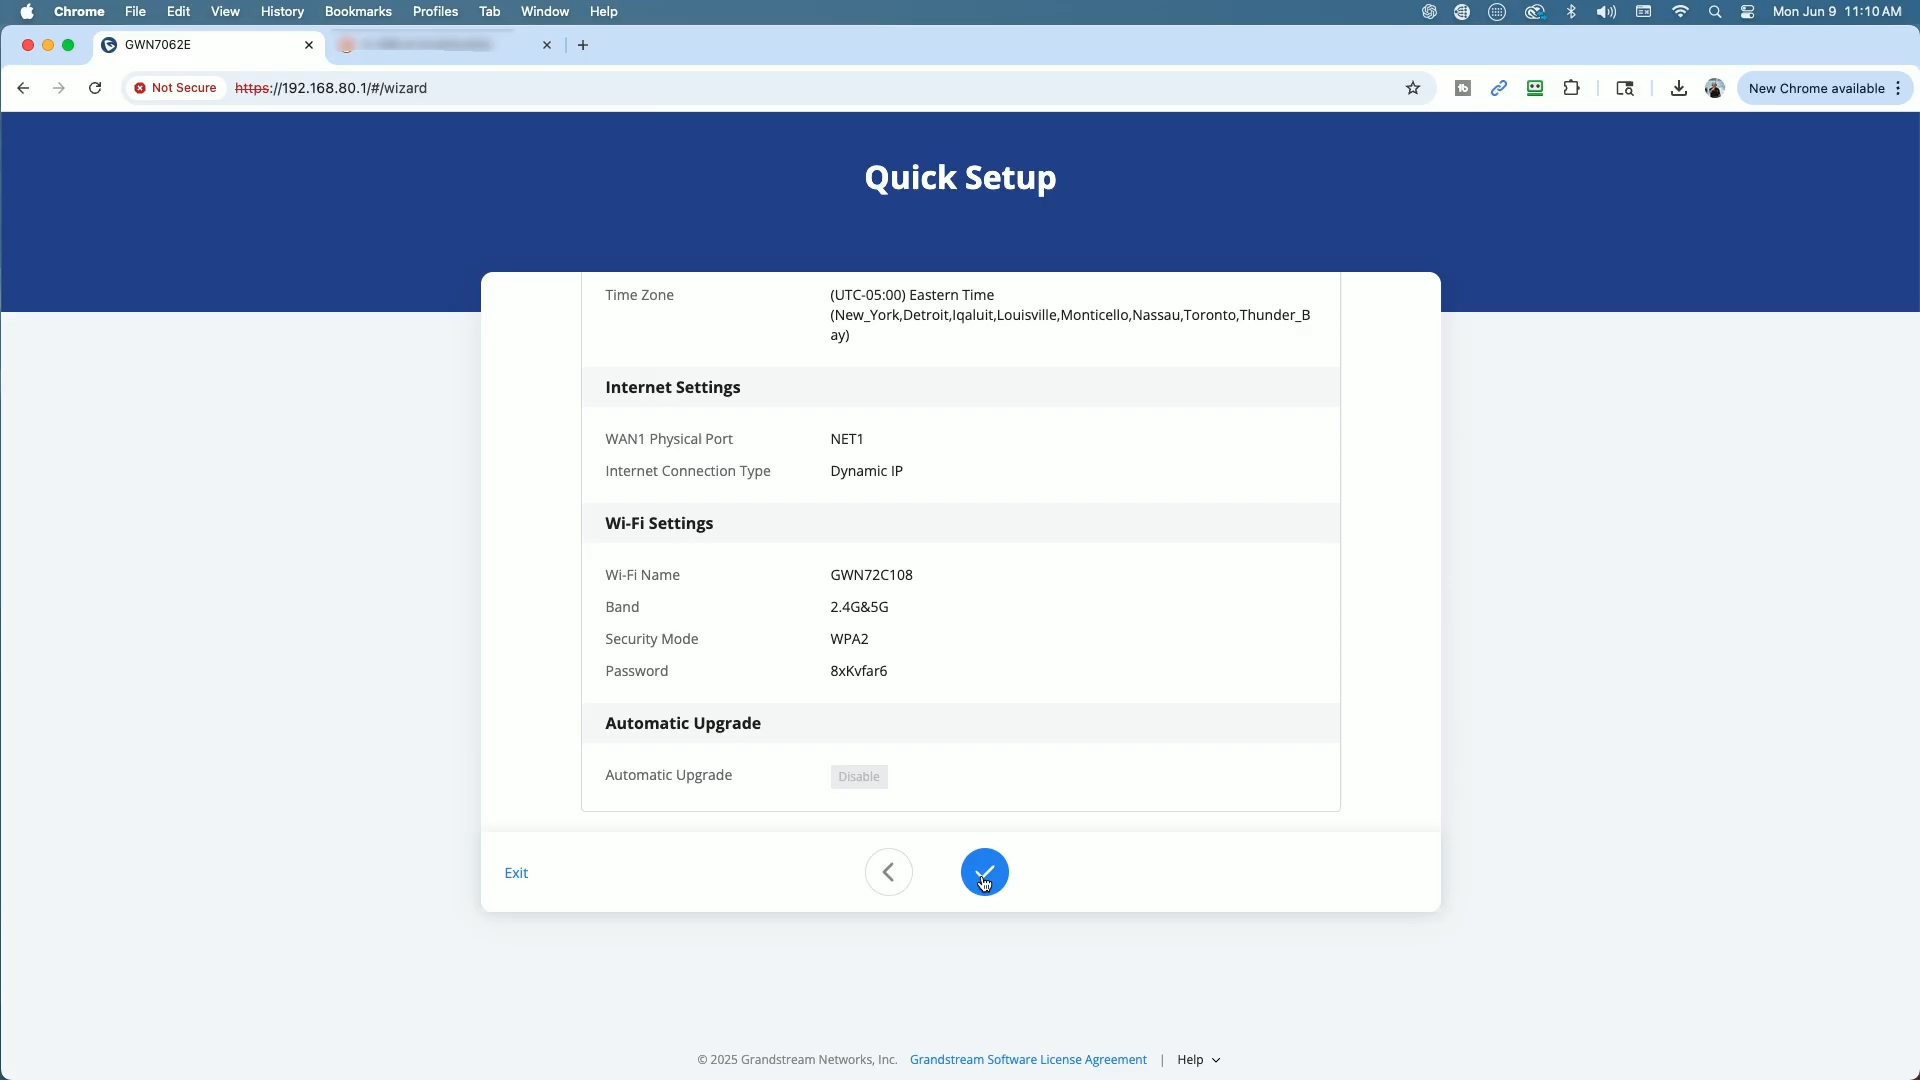 Chrome File Edit View History Bookmarks Profiles Tab Window Help Mon Jun 9 11:10 AM
GWN7062E
Not Secure https://192.168.80.1/#/wizard New Chrome available
Quick Setup
Time Zone (UTC-05:00) Eastern Time
(New_York,Detroit,Iqaluit,Louisville,Monticello,Nassau,Toronto,Thunder_B
ay)
Internet Settings
WAN1 Physical Port NET1
Internet Connection Type Dynamic IP
Wi-Fi Settings
Wi-Fi Name GWN72C108
Band 2.4G&5G
Security Mode WPA2
Password 8xKvfar6
Automatic Upgrade
Automatic Upgrade Disable
Exit
© 2025 Grandstream Networks, Inc. Grandstream Software License Agreement | Help